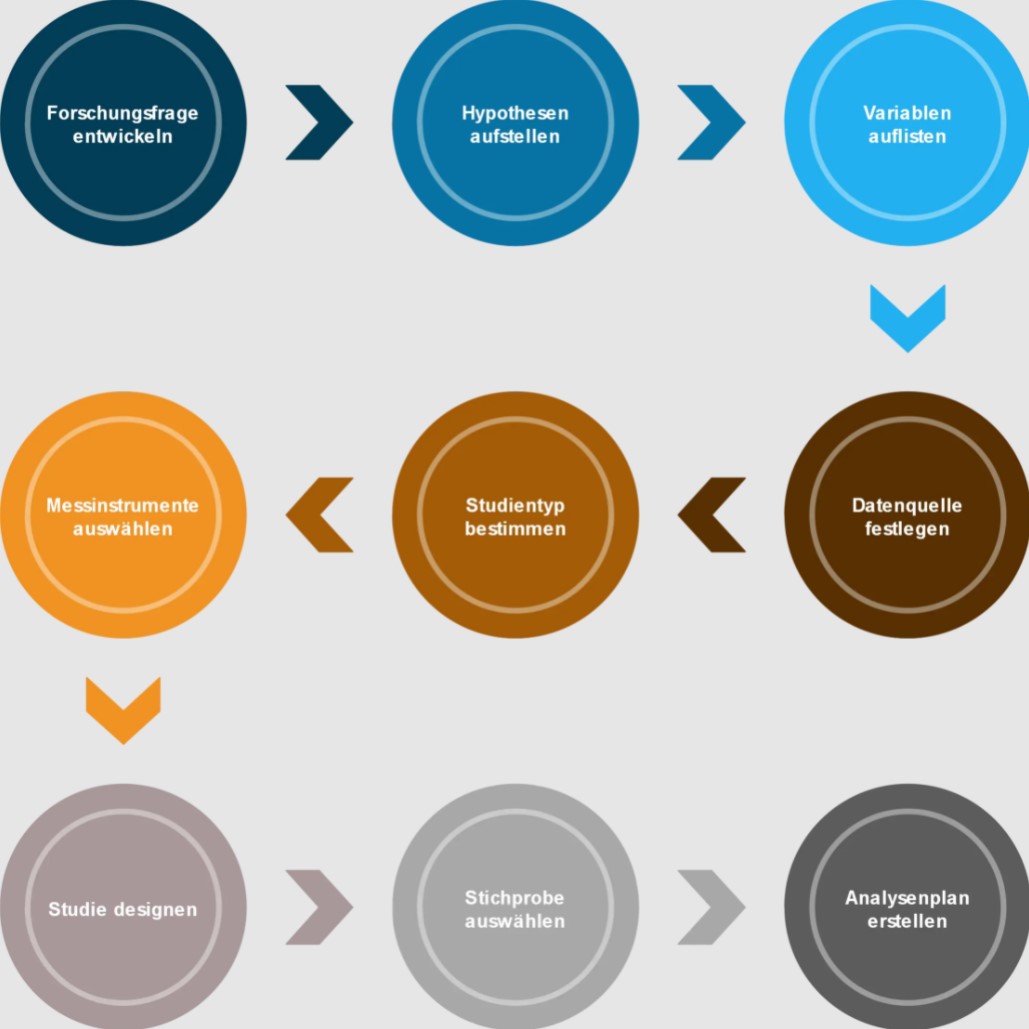 Forschungsfrage
entwickeln
Hypothesen
aufstellen
Variablen
auflisten
Datenquelle
festlegen
Studientyp
bestimmen
Messinstrumente
auswählen
Studie designen
Stichprobe
auswählen
Analysenplan
erstellen